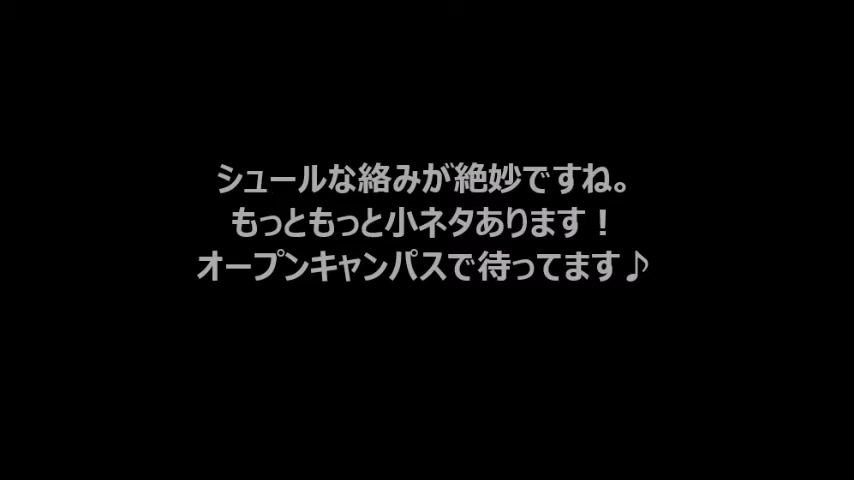 シュールな絡みが絶妙ですね。
もっともっと小ネタあります！
オープンキャンパスで待ってます♪